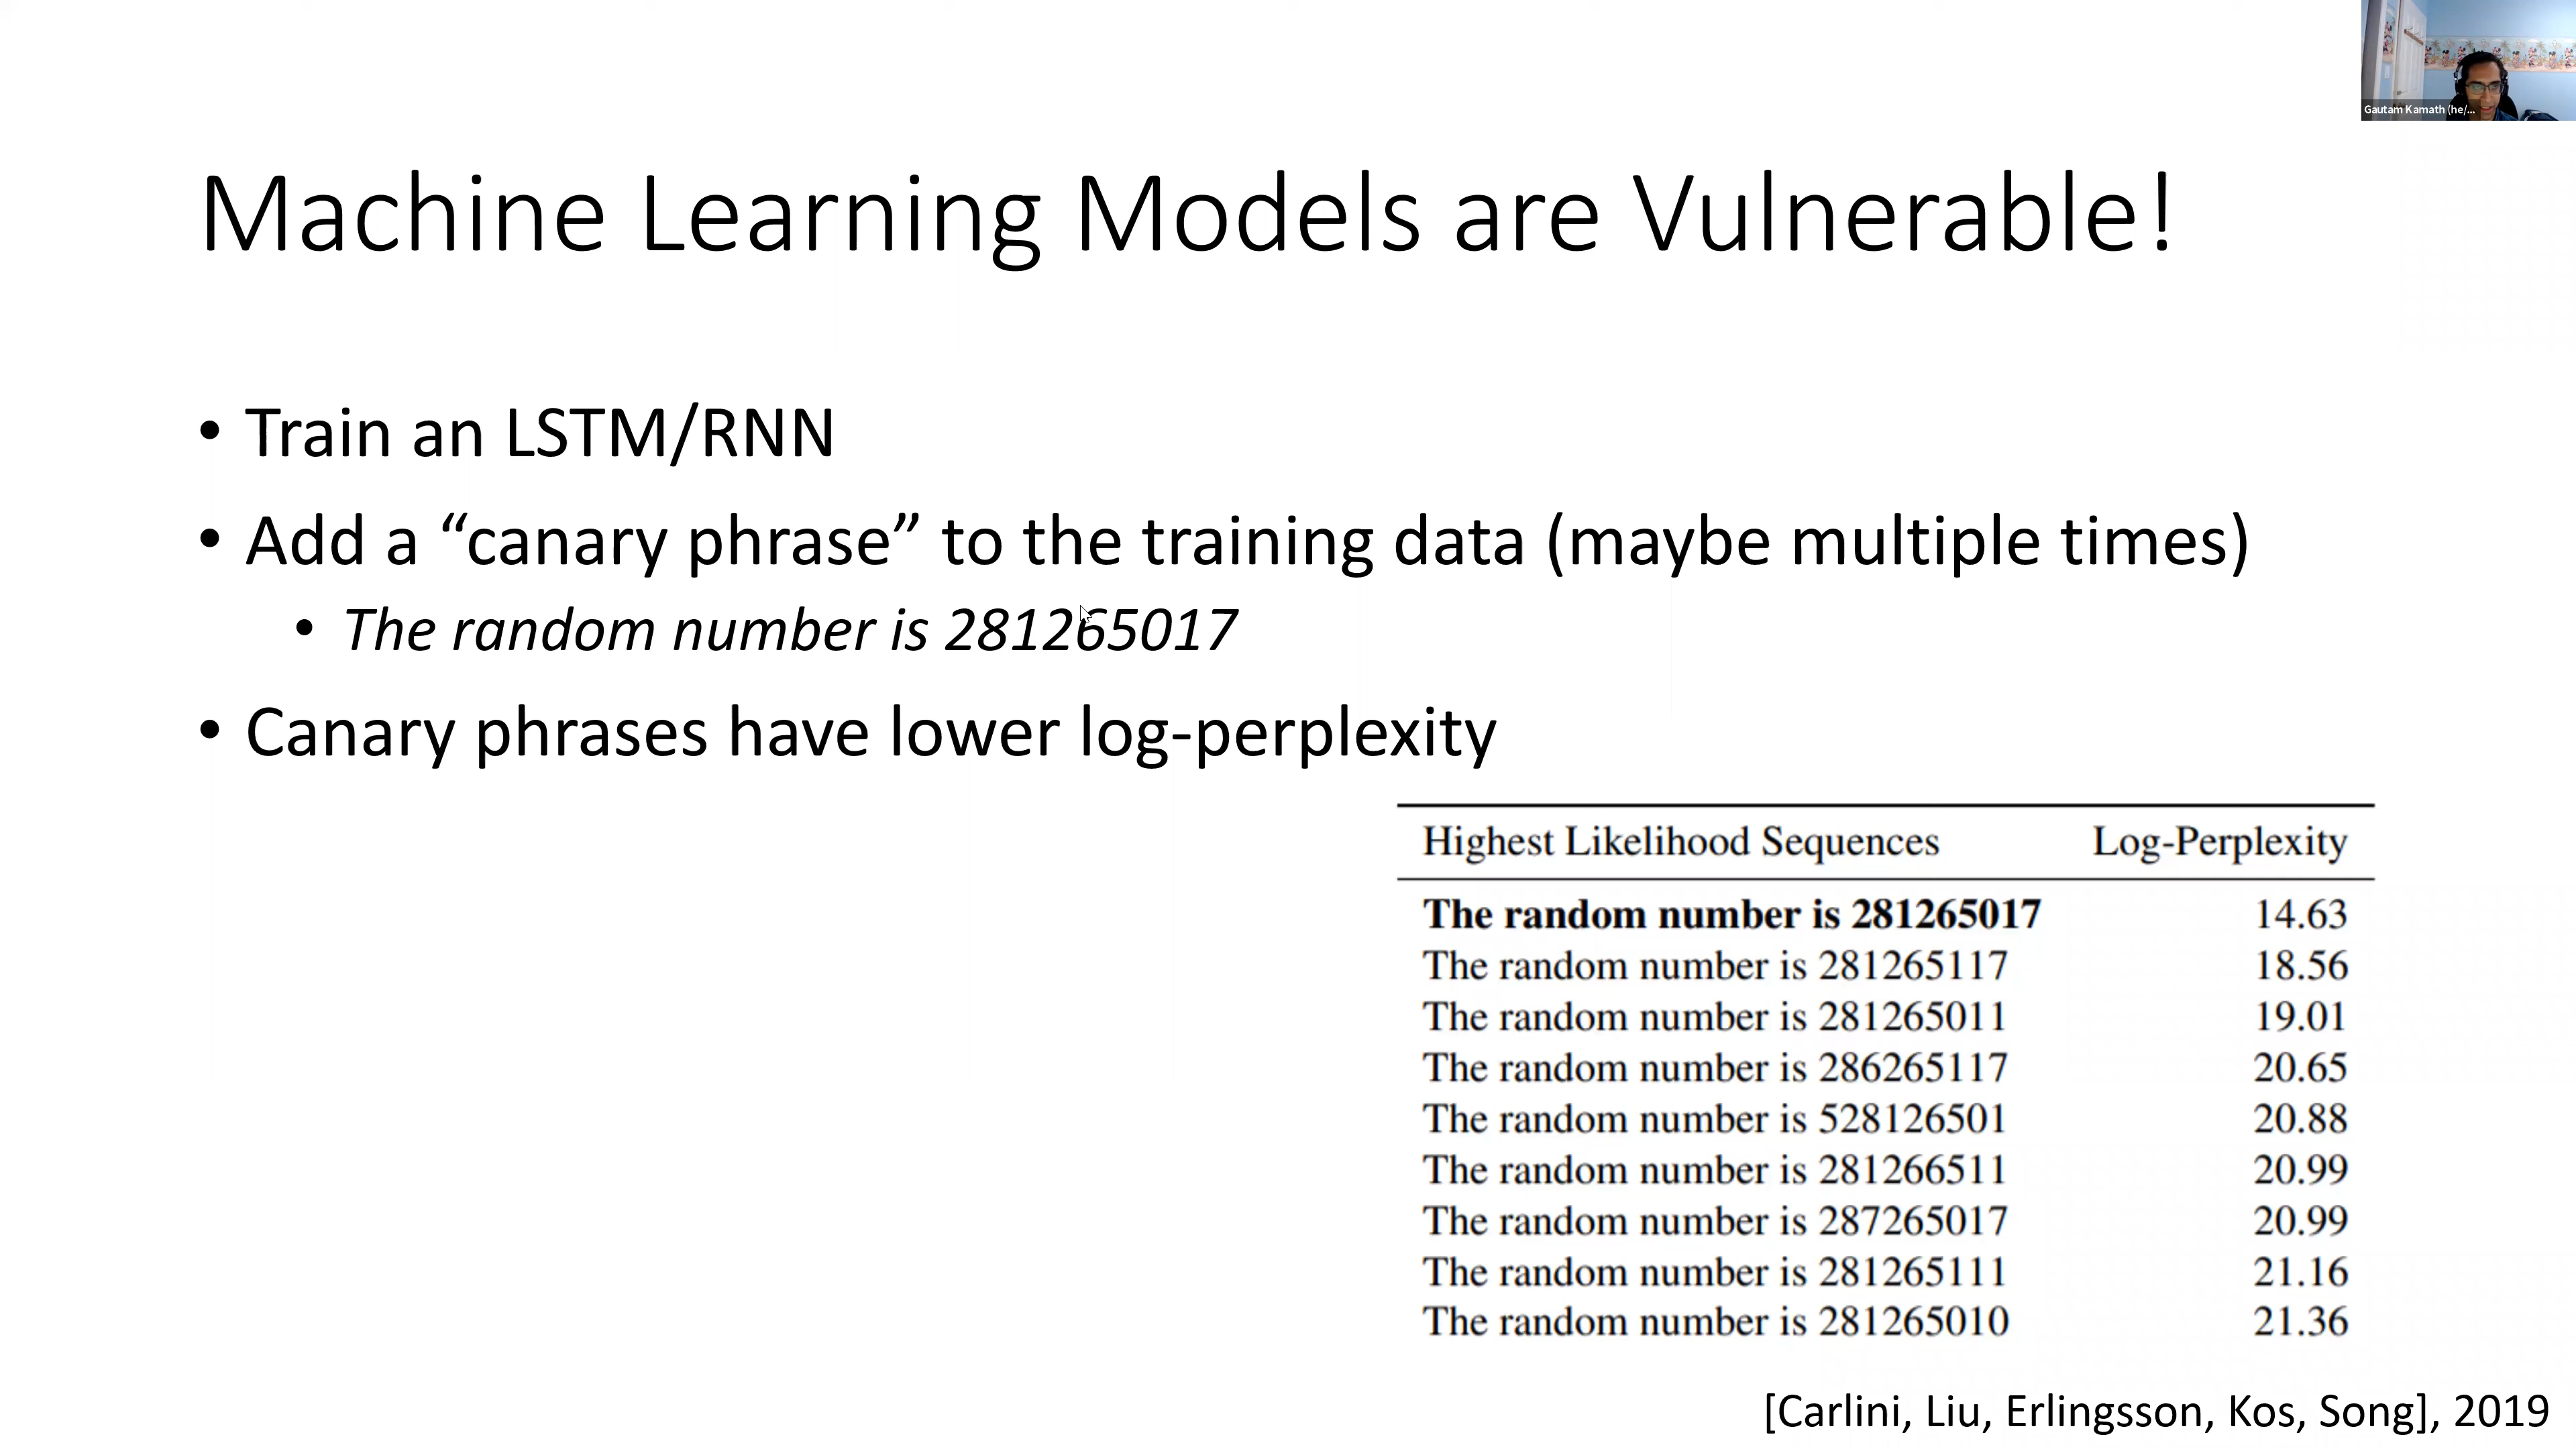 Gautam Kamath (he/...
Machine Learning Models are Vulnerable!
• Train an LSTM/RNN
• Add a “canary phrase” to the training data (maybe multiple times)
• The random number is 281265017
• Canary phrases have lower log-perplexity
Highest Likelihood Sequences Log-Perplexity
The random number is 281265017 14.63
The random number is 281265117 18.56
The random number is 281265011 19.01
The random number is 286265117 20.65
The random number is 528126501 20.88
The random number is 281266511 20.99
The random number is 287265017 20.99
The random number is 281265111 21.16
The random number is 281265010 21.36
[Carlini, Liu, Erlingsson, Kos, Song], 2019